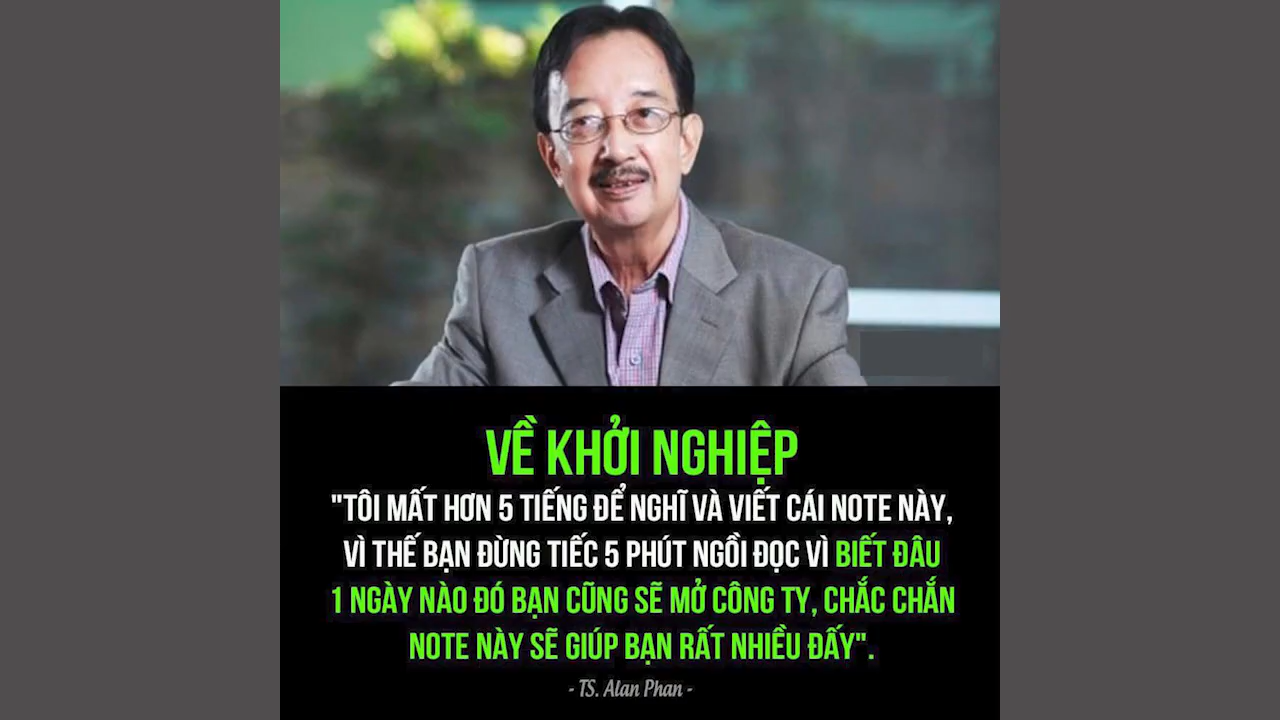 VỀ KHỞI NGHIỆP
"TÔI MẤT HƠN 5 TIẾNG ĐỂ NGHĨ VÀ VIẾT CÁI NOTE NÀY,
VÌ THẾ BẠN ĐỪNG TIẾC 5 PHÚT NGỒI ĐỌC VÌ BIẾT ĐÂU
1 NGÀY NÀO ĐÓ BẠN CŨNG SẼ MỞ CÔNG TY, CHẮC CHẮN
NOTE NÀY SẼ GIÚP BẠN RẤT NHIỀU ĐẤY".
- TS. Alan Phan -